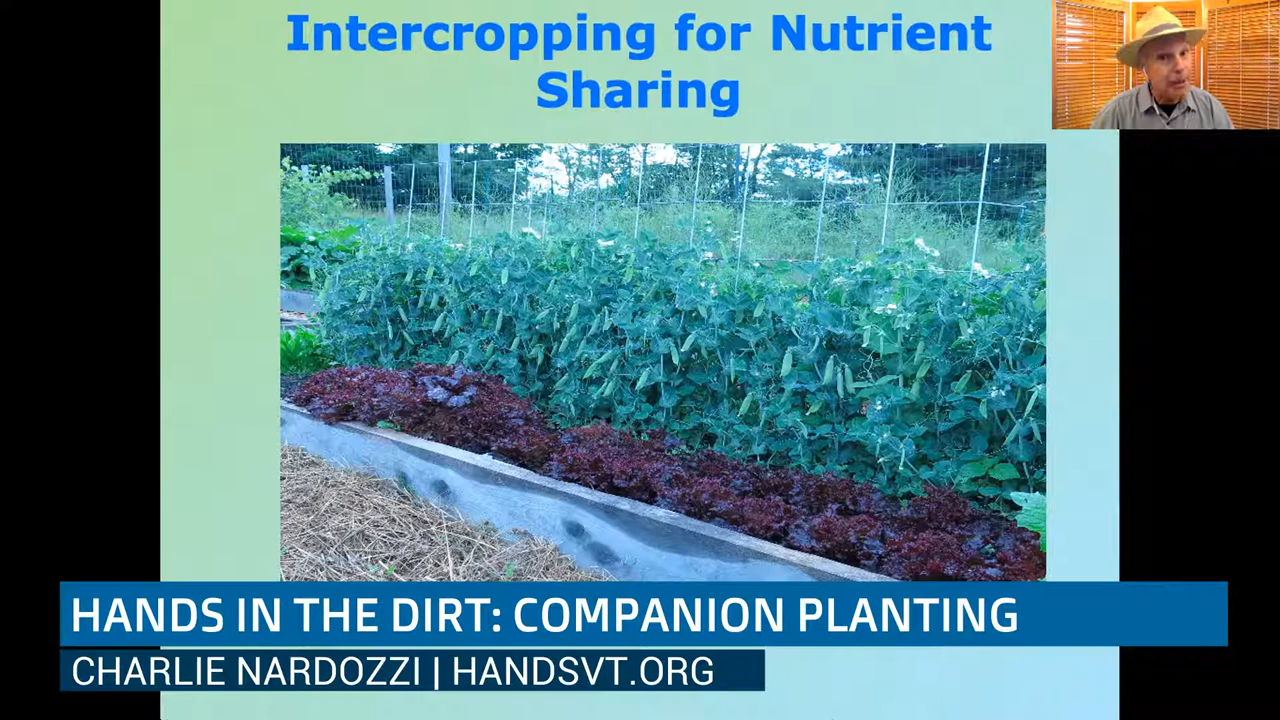 Intercropping for Nutrient
Sharing
HANDS IN THE DIRT: COMPANION PLANTING
CHARLIE NARDOZZI | HANDSVT.ORG